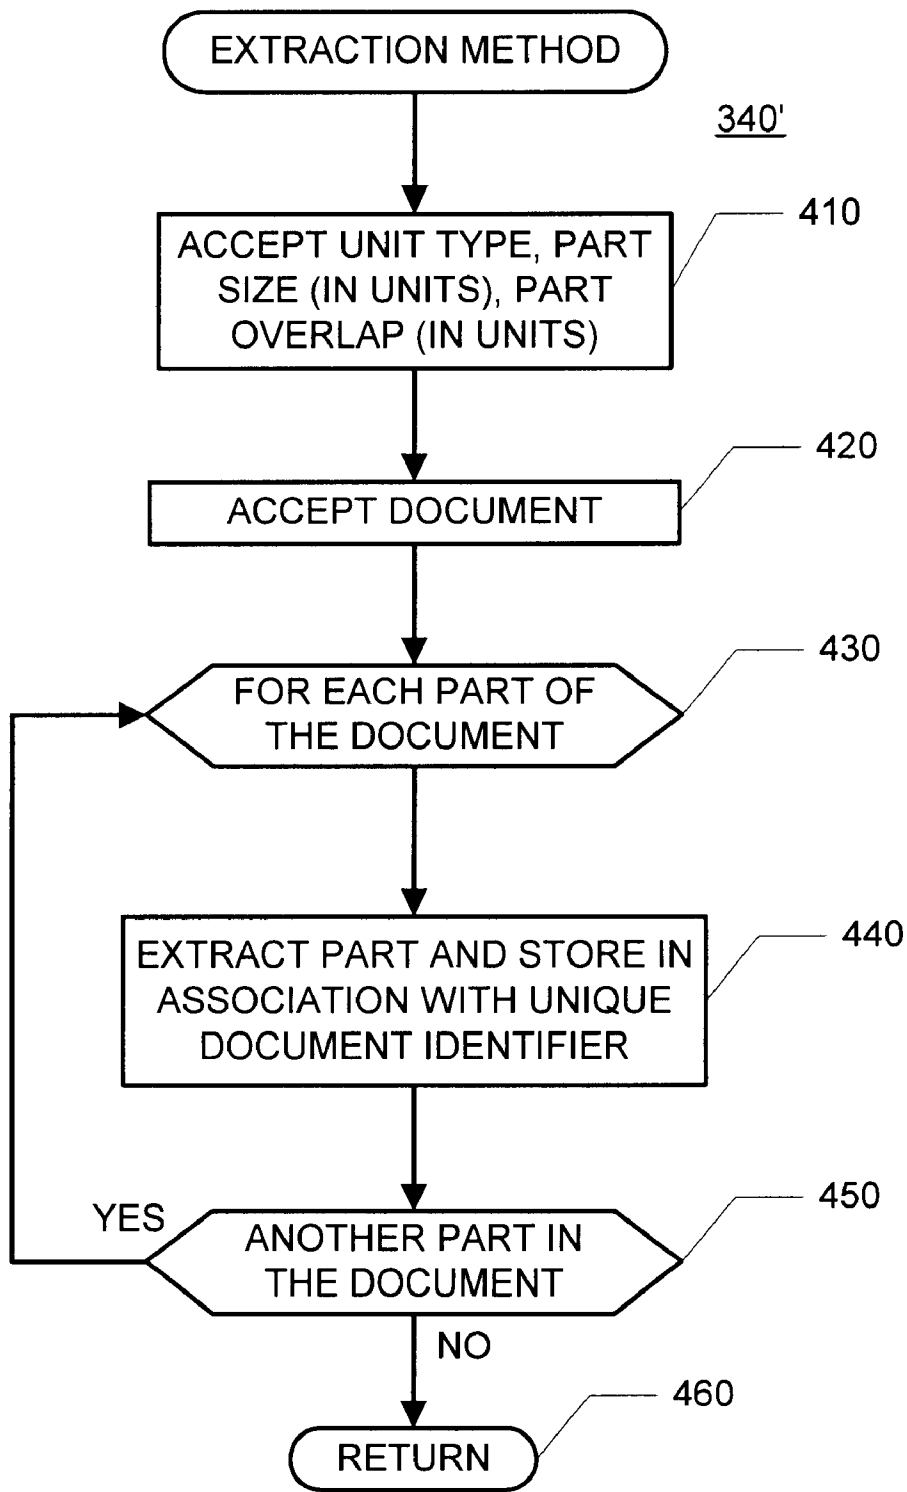 EXTRACTION METHOD
340'
410
ACCEPT UNIT TYPE, PART
SIZE (IN UNITS), PART
OVERLAP (IN UNITS)
420
ACCEPT DOCUMENT
430
FOR EACH PART OF
THE DOCUMENT
440
EXTRACT PART AND STORE IN
ASSOCIATION WITH UNIQUE
DOCUMENT IDENTIFIER
450
YES
ANOTHER PART IN
THE DOCUMENT
NO
460
RETURN